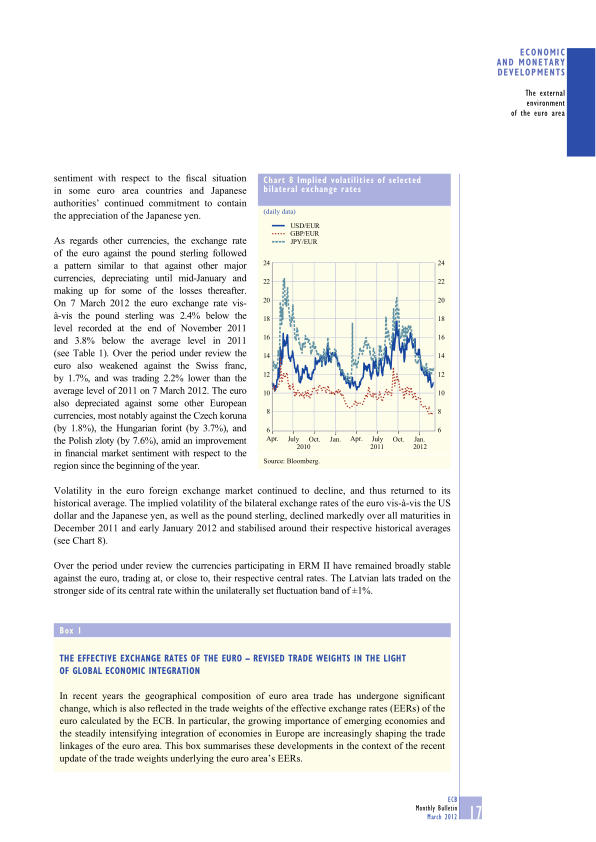 ECONOMIC
AND MONETARY
DEVELOPMENTS
The external
environment
of the euro area
sentiment with respect to the fiscal situation
in some euro area countries and Japanese
authorities’ continued commitment to contain
the appreciation of the Japanese yen.
As regards other currencies, the exchange rate
of the euro against the pound sterling followed
a pattern similar to that against other major
currencies, depreciating until mid-January and
making up for some of the losses thereafter.
On 7 March 2012 the euro exchange rate vis-
à-vis the pound sterling was 2.4% below the
level recorded at the end of November 2011
and 3.8% below the average level in 2011
(see Table 1). Over the period under review the
euro also weakened against the Swiss franc,
by 1.7%, and was trading 2.2% lower than the
average level of 2011 on 7 March 2012. The euro
also depreciated against some other European
currencies, most notably against the Czech koruna
(by 1.8%), the Hungarian forint (by 3.7%), and
the Polish zloty (by 7.6%), amid an improvement
in financial market sentiment with respect to the
region since the beginning of the year.
Chart 8 Implied volatilities of selected
bilateral exchange rates
(daily data)
USD/EUR
GBP/EUR
JPY/EUR
24 24
22 22
20 20
18 18
16 16
14 14
12 12
10 10
8 8
6 6
Apr. July Oct. Jan. Apr. July Oct. Jan.
2010 2011 2012
Source: Bloomberg.
Volatility in the euro foreign exchange market continued to decline, and thus returned to its
historical average. The implied volatility of the bilateral exchange rates of the euro vis-à-vis the US
dollar and the Japanese yen, as well as the pound sterling, declined markedly over all maturities in
December 2011 and early January 2012 and stabilised around their respective historical averages
(see Chart 8).
Over the period under review the currencies participating in ERM II have remained broadly stable
against the euro, trading at, or close to, their respective central rates. The Latvian lats traded on the
stronger side of its central rate within the unilaterally set fluctuation band of ±1%.
Box 1
THE EFFECTIVE EXCHANGE RATES OF THE EURO – REVISED TRADE WEIGHTS IN THE LIGHT
OF GLOBAL ECONOMIC INTEGRATION
In recent years the geographical composition of euro area trade has undergone significant
change, which is also reflected in the trade weights of the effective exchange rates (EERs) of the
euro calculated by the ECB. In particular, the growing importance of emerging economies and
the steadily intensifying integration of economies in Europe are increasingly shaping the trade
linkages of the euro area. This box summarises these developments in the context of the recent
update of the trade weights underlying the euro area’s EERs.
ECB
Monthly Bulletin
March 2012
17